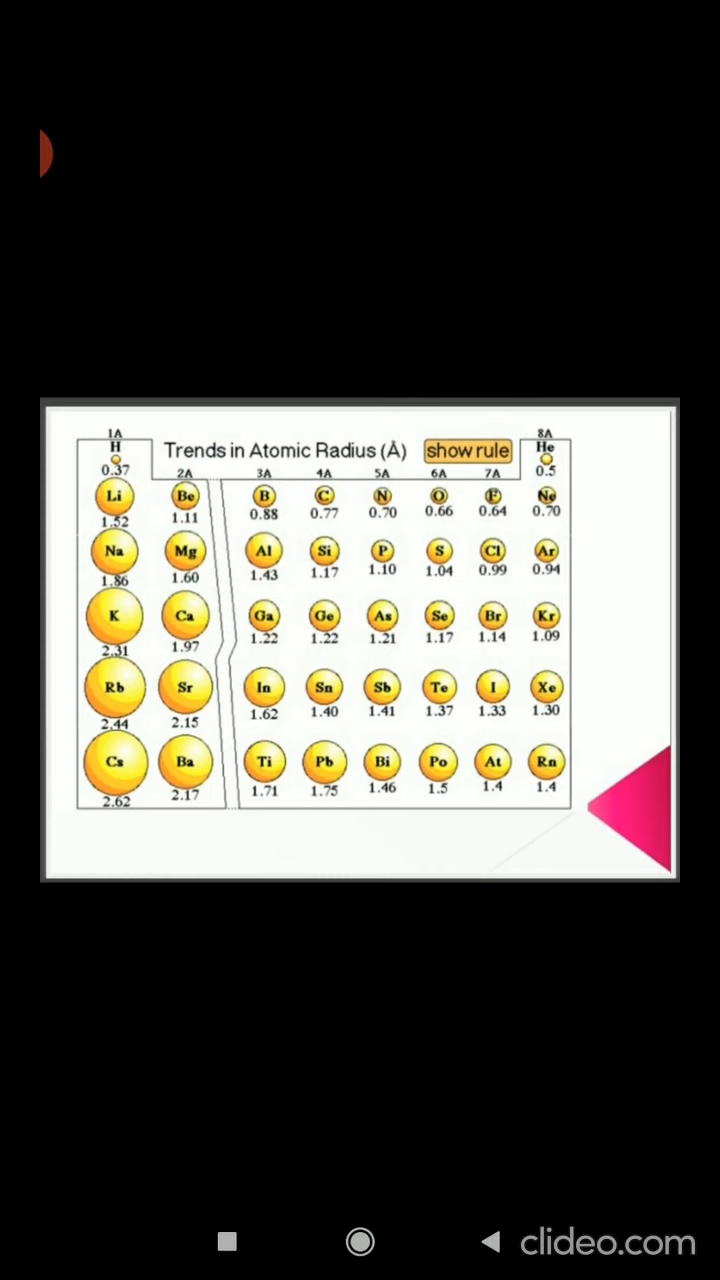 1A 8A
H Trends in Atomic Radius (Å) show rule He
0.37 2A 3A 4A 5A 6A 7A 0.5
Li Be B C N O F Ne
1.52 1.11 0.88 0.77 0.70 0.66 0.64 0.70
Na Mg Al Si P S Cl Ar
1.86 1.60 1.43 1.17 1.10 1.04 0.99 0.94
K Ca Ga Ge As Se Br Kr
2.31 1.97 1.22 1.22 1.21 1.17 1.14 1.09
Rb Sr In Sn Sb Te I Xe
2.44 2.15 1.62 1.40 1.41 1.37 1.33 1.30
Cs Ba Ti Pb Bi Po At Rn
2.62 2.17 1.71 1.75 1.46 1.5 1.4 1.4
clideo.com